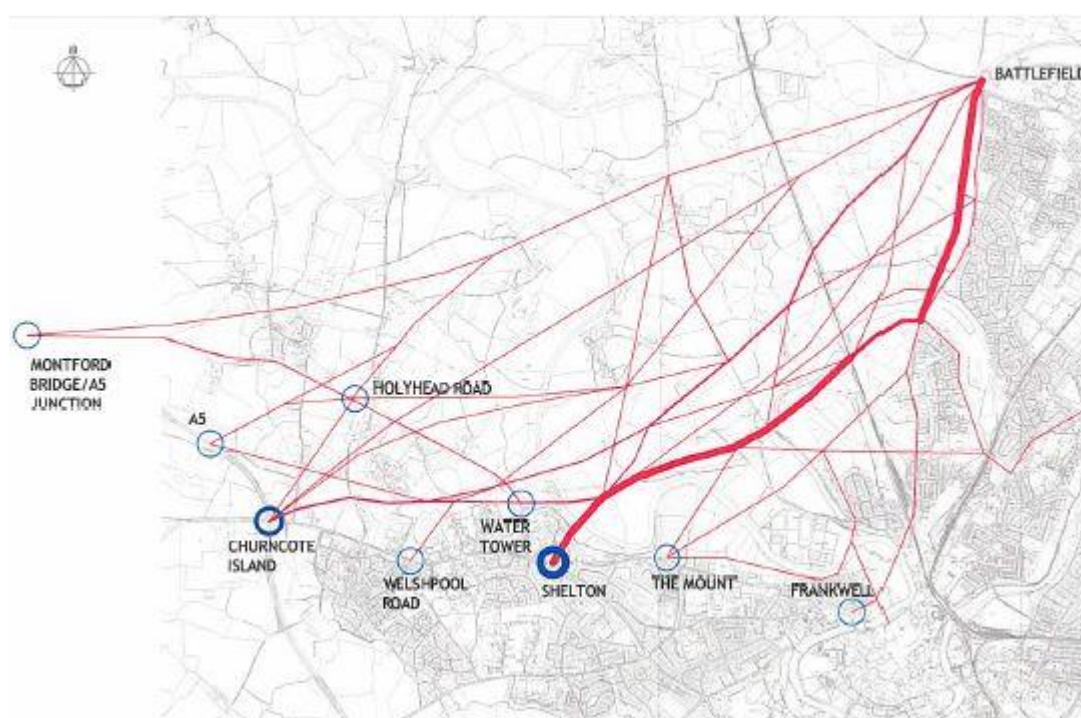 BATTLEFIELD
MONTFORD
BRIDGE/A5
JUNCTION
HOLYHEAD ROAD
A5
WATER
TOWER
CHURNCOTE
ISLAND
WELSHPOOL
ROAD
SHELTON
THE MOUNT
FRANKWELL